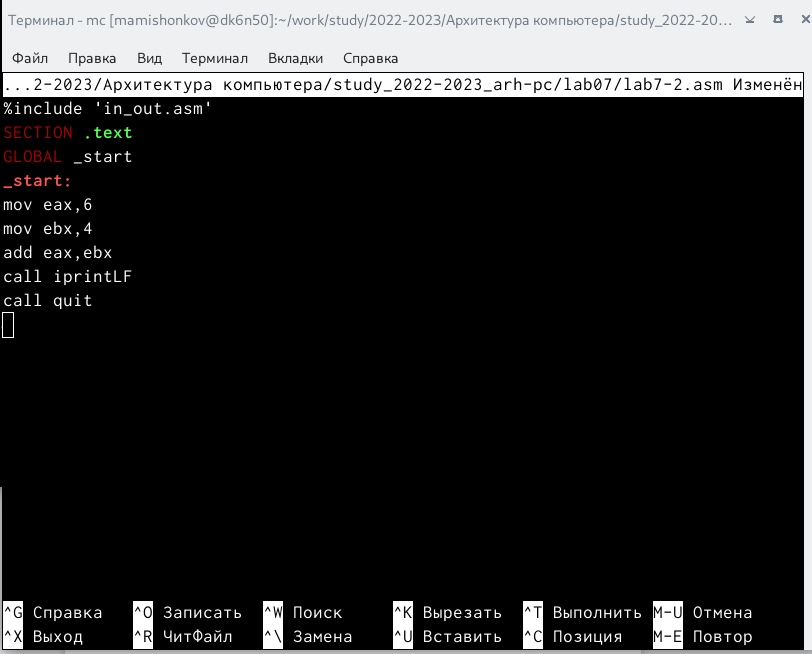 Терминал - mc [mamishonkov@dk6n50]:~/work/study/2022-2023/Архитектура компьютера/study_2022-20...
Файл Правка Вид Терминал Вкладки Справка
...2-2023/Архитектура компьютера/study_2022-2023_arh-pc/lab07/lab7-2.asm Изменён
%include 'in_out.asm'
SECTION .text
GLOBAL _start
_start:
mov eax,6
mov ebx,4
add eax,ebx
call iprintLF
call quit
^G Справка ^O Записать ^W Поиск ^K Вырезать ^T Выполнить M-U Отмена
^X Выход ^R ЧитФайл ^\ Замена ^U Вставить ^C Позиция M-E Повтор